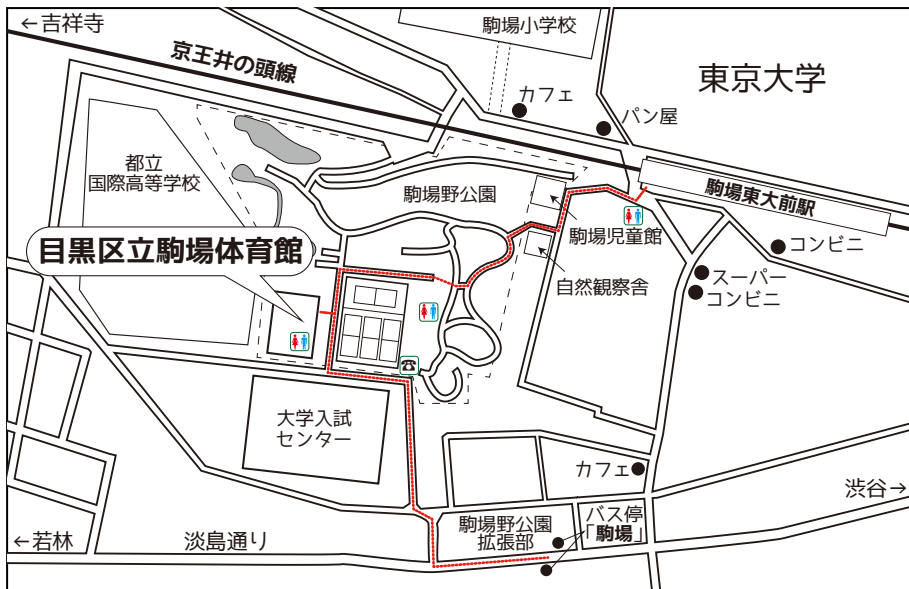 ←吉祥寺
京王井の頭線
駒場小学校
東京大学
カフェ
パン屋
都立
国際高等学校
駒場野公園
駒場東大前駅
駒場児童館
コンビニ
目黒区立駒場体育館
自然観察舎
スーパー
コンビニ
大学入試
センター
カフェ
渋谷→
←若林
淡島通り
駒場野公園
拡張部
バス停
「駒場」